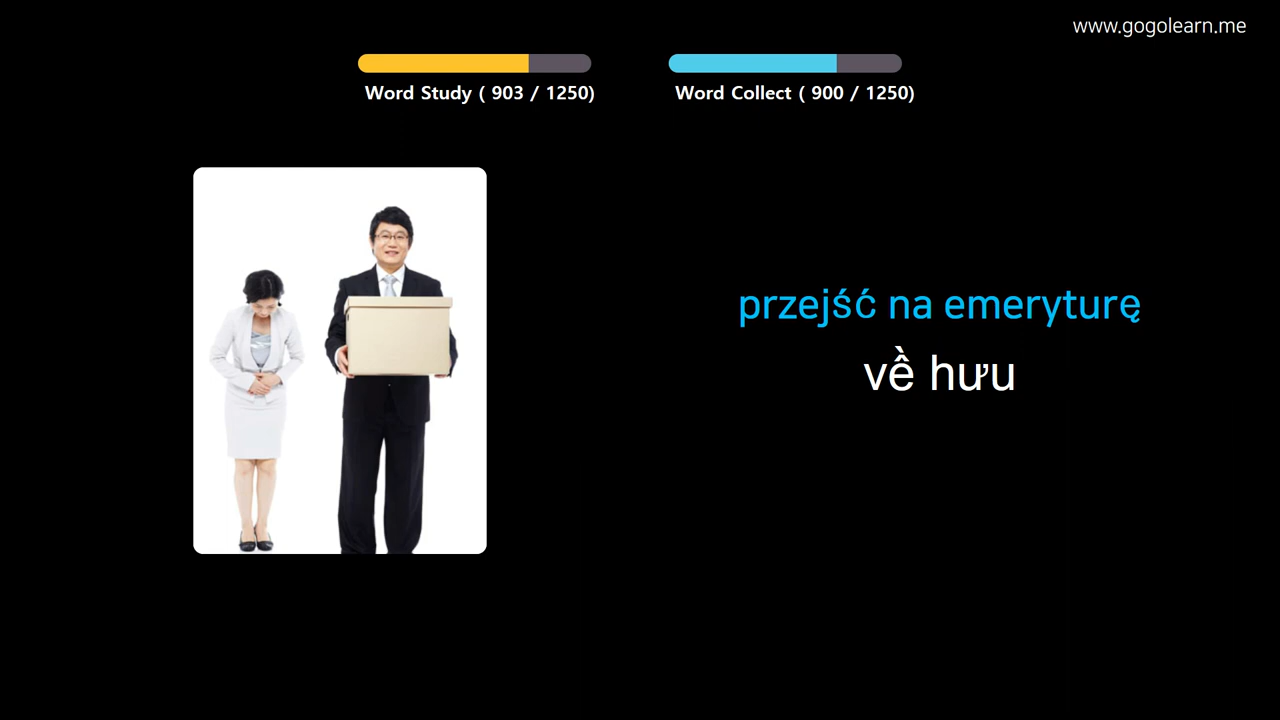 www.gogolearn.me
Word Study ( 903 / 1250)
Word Collect ( 900 / 1250)
przejść na emeryturę
về hưu